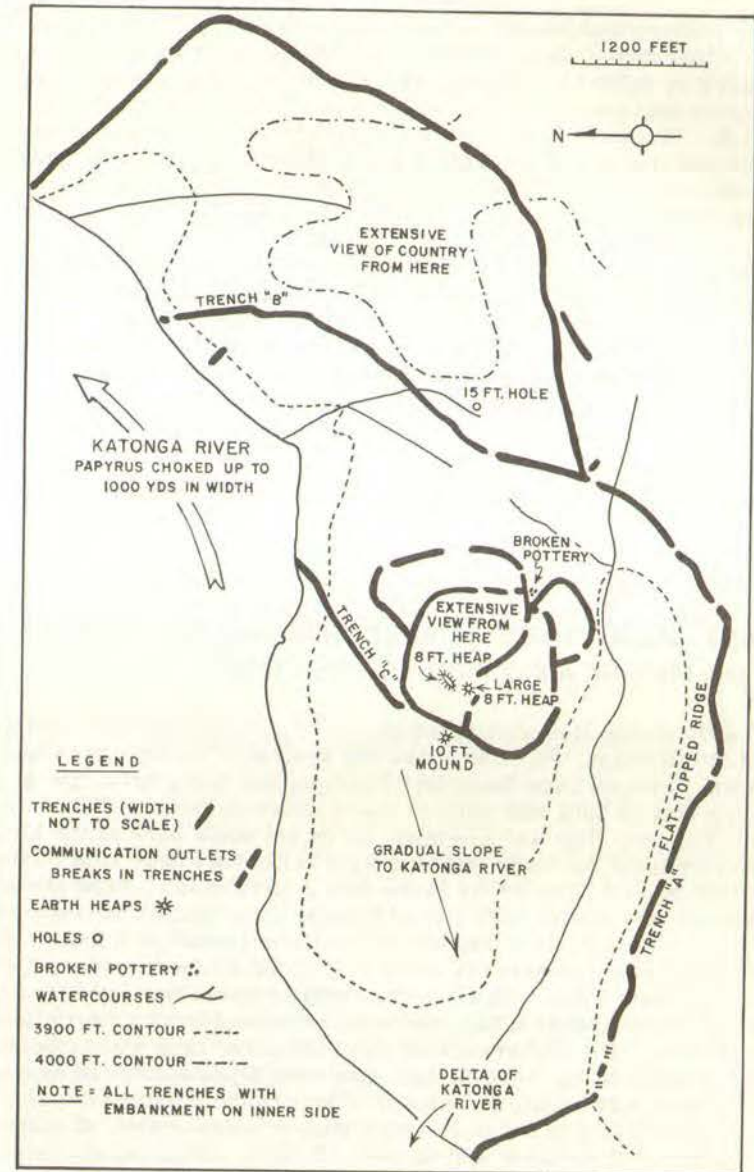 1200 FEET
N
EXTENSIVE
VIEW OF COUNTRY
FROM HERE
TRENCH "B"
15 FT. HOLE
KATONGA RIVER
PAPYRUS CHOKED UP TO
1000 YDS IN WIDTH
BROKEN
POTTERY
EXTENSIVE
VIEW FROM
HERE
8 FT. HEAP
LARGE
8 FT. HEAP
TRENCH "C"
10 FT.
MOUND
GRADUAL SLOPE
TO KATONGA RIVER
FLAT-TOPPED RIDGE
TRENCH "A"
DELTA OF
KATONGA
RIVER
LEGEND
TRENCHES (WIDTH
NOT TO SCALE)
COMMUNICATION OUTLETS
BREAKS IN TRENCHES
EARTH HEAPS
HOLES
BROKEN POTTERY
WATERCOURSES
3900 FT. CONTOUR
4000 FT. CONTOUR
NOTE = ALL TRENCHES WITH
EMBANKMENT ON INNER SIDE